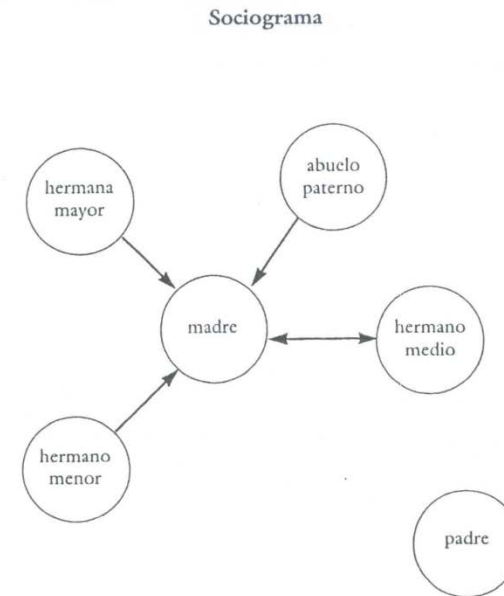 Sociograma
hermana
mayor
abuelo
paterno
madre
hermano
medio
hermano
menor
padre